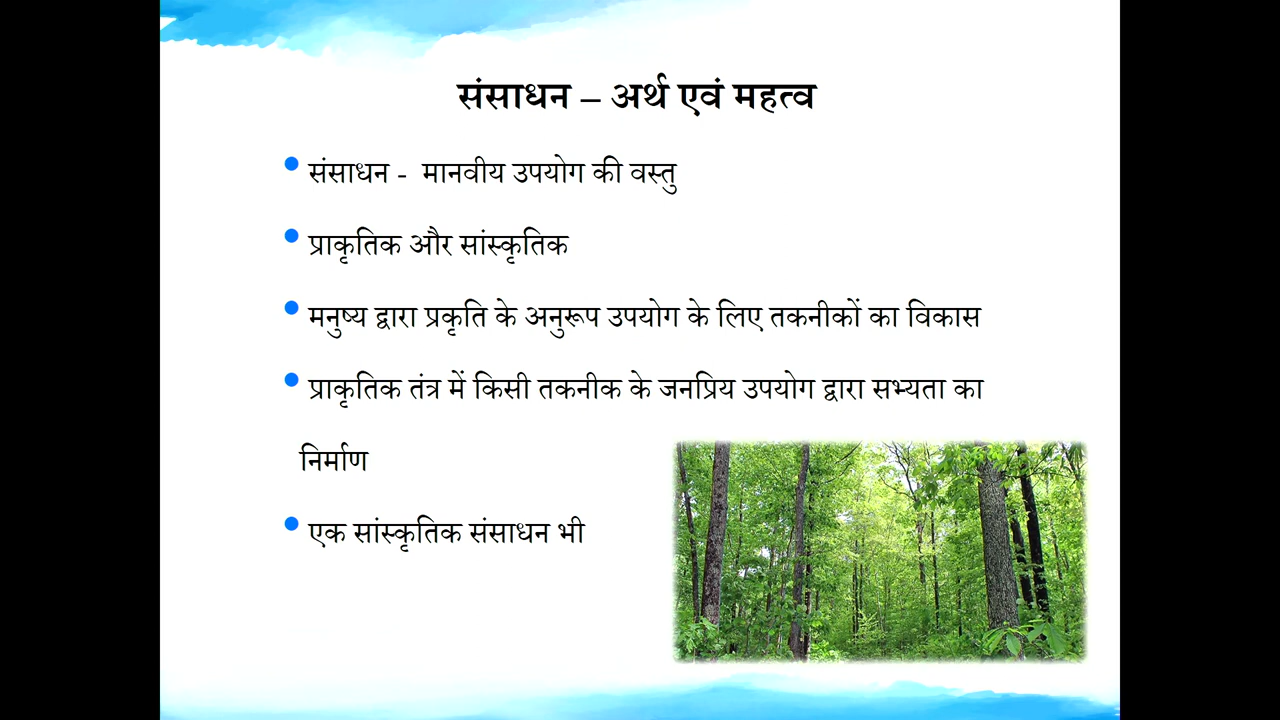 संसाधन – अर्थ एवं महत्व
संसाधन - मानवीय उपयोग की वस्तु
प्राकृतिक और सांस्कृतिक
मनुष्य द्वारा प्रकृति के अनुरूप उपयोग के लिए तकनीकों का विकास
प्राकृतिक तंत्र में किसी तकनीक के जनप्रिय उपयोग द्वारा सभ्यता का
निर्माण
एक सांस्कृतिक संसाधन भी